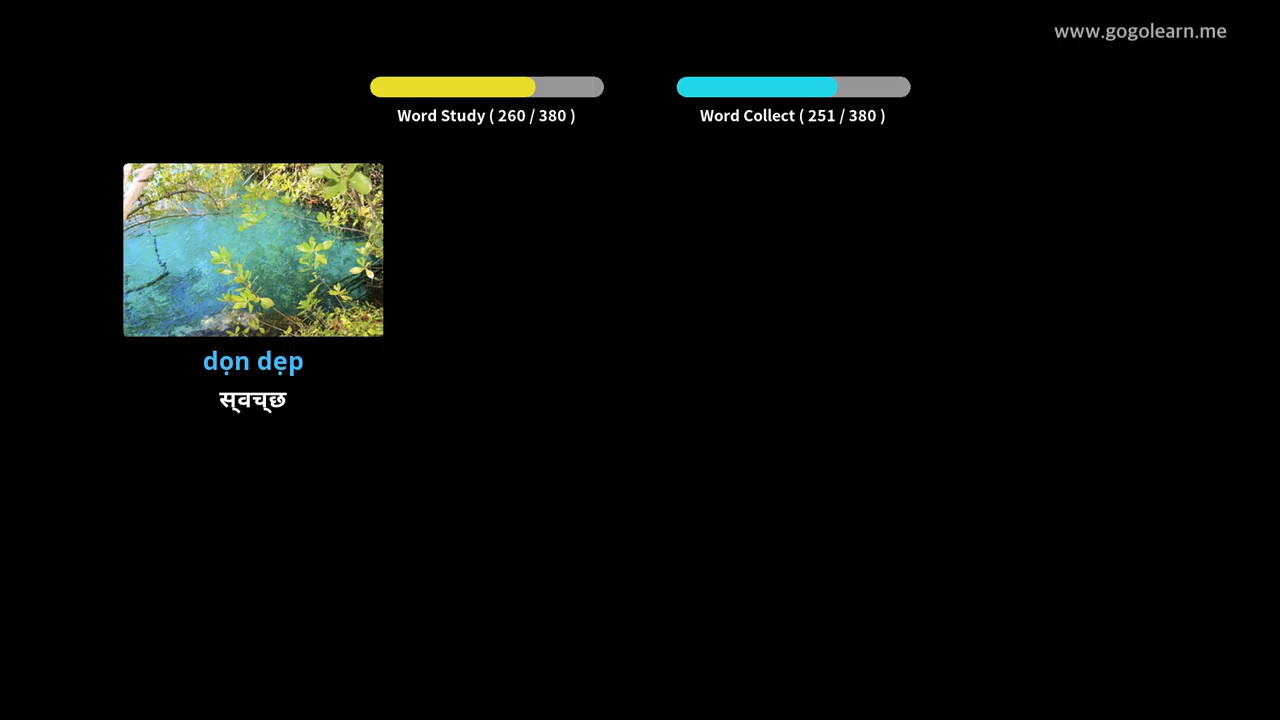 www.gogolearn.me
Word Study ( 260 / 380 )
Word Collect ( 251 / 380 )
dọn dẹp
स्वच्छ